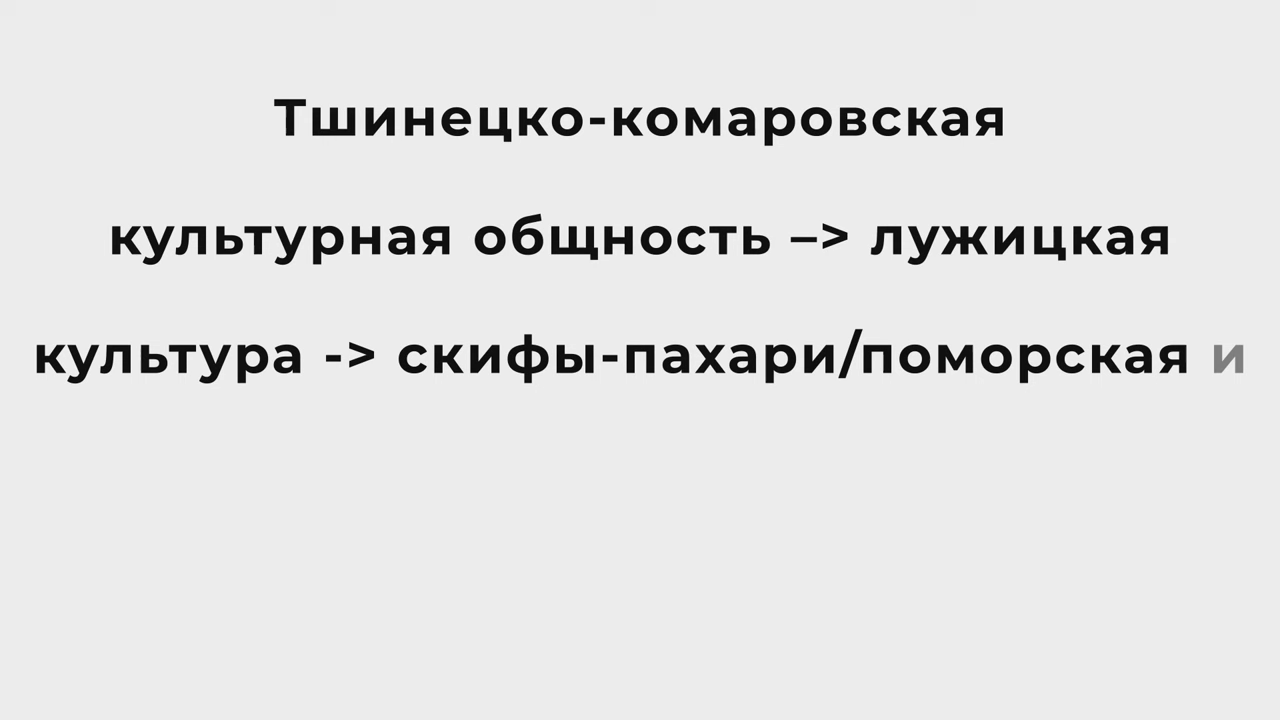 Тшинецко-комаровская
культурная общность –> лужицкая
культура -> скифы-пахари/поморская и